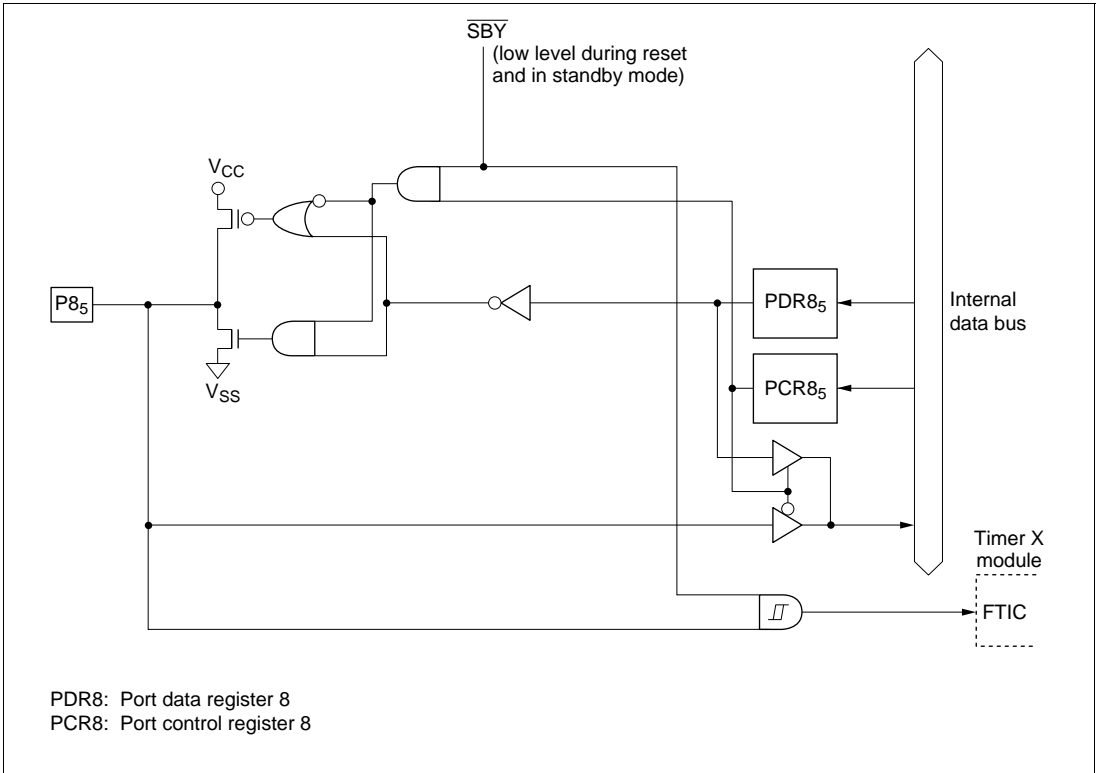 SBY
(low level during reset
and in standby mode)
VCC
P85
VSS
PDR85
PCR85
Internal
data bus
Timer X
module
FTIC
PDR8: Port data register 8
PCR8: Port control register 8